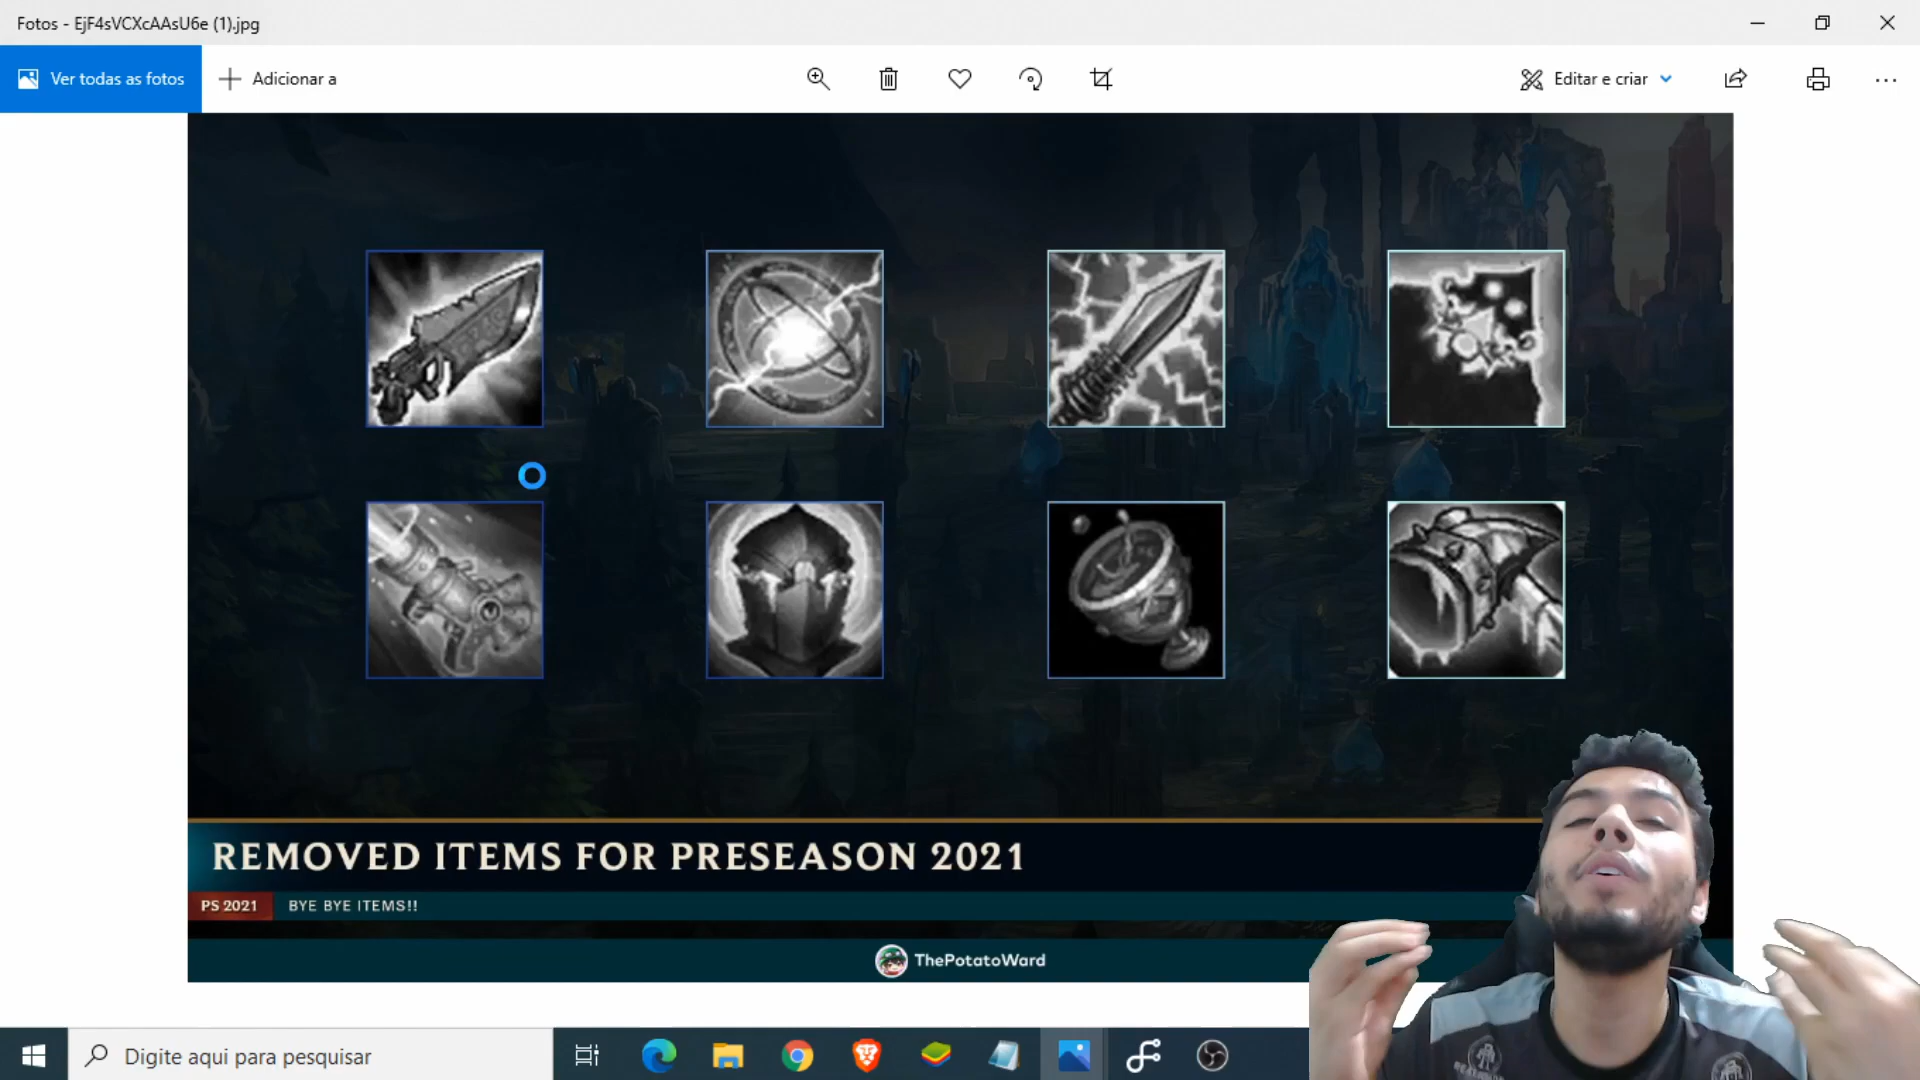 Fotos - EjF4sVCXcAAsU6e (1).jpg
Ver todas as fotos
Adicionar a
Editar e criar
REMOVED ITEMS FOR PRESEASON 2021
PS 2021
BYE BYE ITEMS!!
ThePotatoWard
Digite aqui para pesquisar